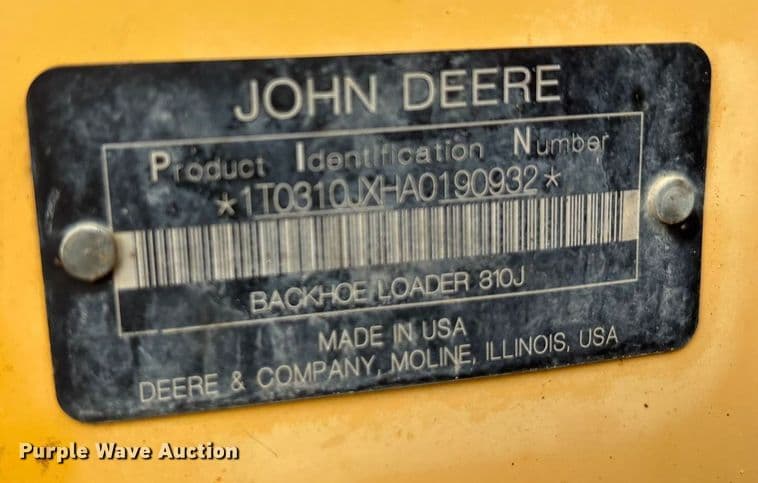 JOHN DEERE
Product Identification Number
*1T0310JXHA0190932*
BACKHOE LOADER 310J
MADE IN USA
DEERE & COMPANY, MOLINE, ILLINOIS, USA
Purple Wave Auction